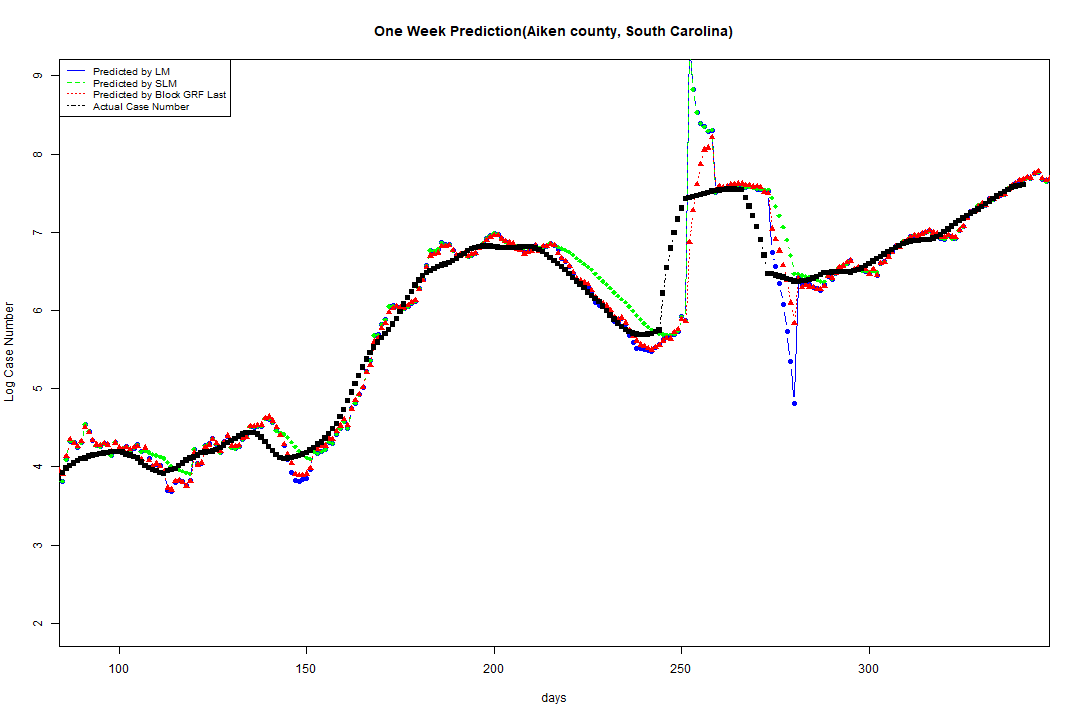 One Week Prediction(Aiken county, South Carolina)
Predicted by LM
Predicted by SLM
Predicted by Block GRF Last
Actual Case Number
9
8
7
6
5
4
3
2
Log Case Number
100 150 200 250 300
days